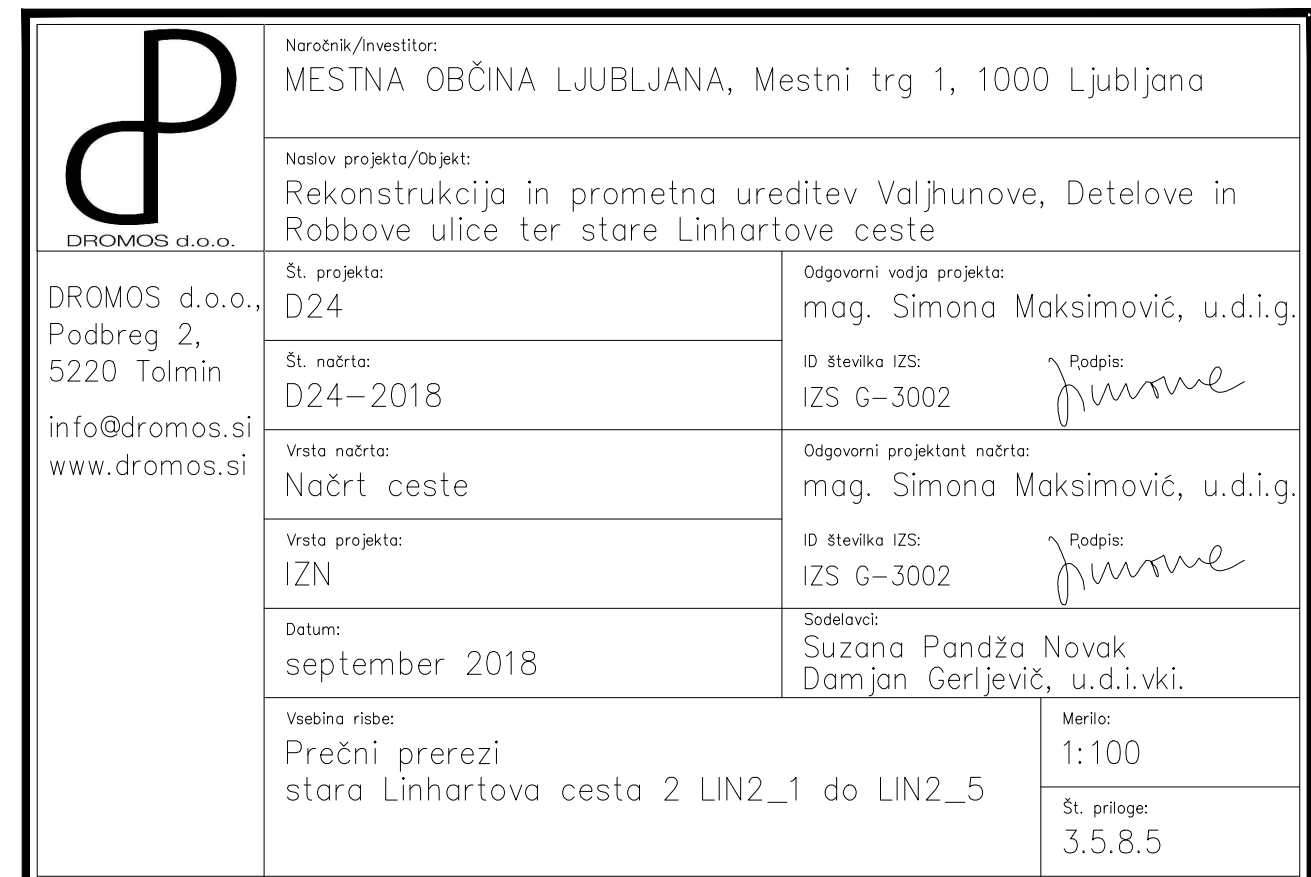 DROMOS d.o.o.
DROMOS d.o.o.,
Podbreg 2,
5220 Tolmin
info@dromos.si
www.dromos.si
Naročnik/Investitor:
MESTNA OBČINA LJUBLJANA, Mestni trg 1, 1000 Ljubljana
Naslov projekta/Objekt:
Rekonstrukcija in prometna ureditev Valjhunove, Detelove in
Robbove ulice ter stare Linhartove ceste
Št. projekta:
D24
Št. načrta:
D24-2018
Vrsta načrta:
Načrt ceste
Vrsta projekta:
IZN
Datum:
september 2018
Odgovorni vodja projekta:
mag. Simona Maksimović, u.d.i.g.
ID številka IZS:
IZS G-3002
Podpis:
Odgovorni projektant načrta:
mag. Simona Maksimović, u.d.i.g.
ID številka IZS:
IZS G-3002
Podpis:
Sodelavci:
Suzana Pandža Novak
Damjan Gerljevič, u.d.i.vki.
Vsebina risbe:
Prečni prerezi
stara Linhartova cesta 2 LIN2_1 do LIN2_5
Merilo:
1:100
Št. priloge:
3.5.8.5